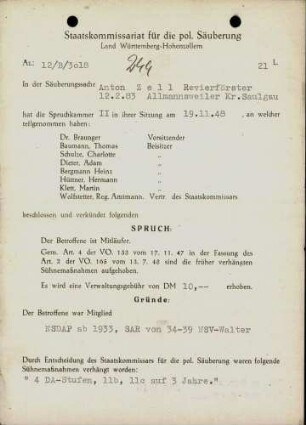 Staatskommissariat für die pol. Säuberung
Land Württemberg-Hohenzollern
Az: 12/B/3018
21 L
In der Säuberungssache Anton Zell Revierförster
12.2.83 Allmannsweiler Kr.Saulgau
hat die Spruchkammer II in ihrer Sitzung am 19.11.48, an welcher
teilgenommen haben:
Dr. Braunger Vorsitzender
Baumann, Thomas Beisitzer
Schulte, Charlotte „
Dieter, Adam „
Bergmann Heinz „
Hüttner, Hermann „
Klett, Martin „
Wolfrutter, Reg. Amtmann. Vertr. des Staatskommissars
beschlossen und verkündet folgenden
SPRUCH:
Der Betroffene ist Mitläufer.
Gem. Art. 4 der VO. 133 vom 17. 11. 47 in der Fassung des
Art. 3 der VO. 165 vom 13. 7. 48 sind die früher verhängten
Sühnemaßnahmen aufgehoben.
Es wird eine Verwaltungsgebühr von DM 10,-- erhoben.
Gründe:
Der Betroffene war Mitglied
NSDAP ab 1933, SAR von 34-39 NSV-Walter
Durch Entscheidung des Staatskommissars für die pol. Säuberung waren folgende
Sühnemaßnahmen verhängt worden:
" 4 DA-Stufen, 11b, 11c auf 3 Jahre."